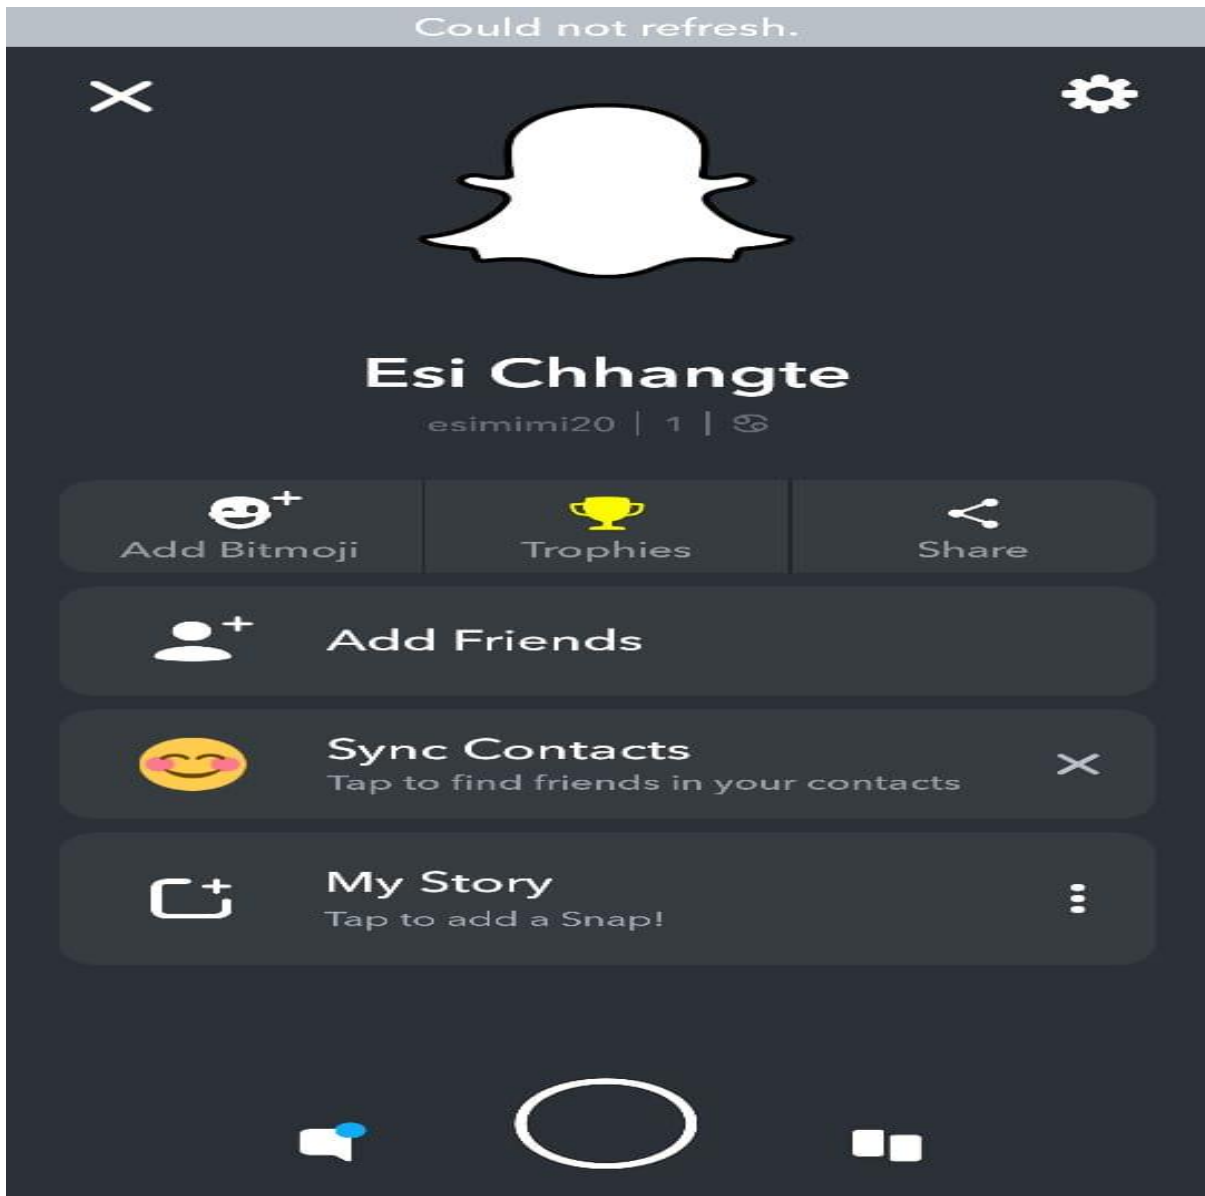 Could not refresh.
Esi Chhangte
esimimi20 | 1 | ♋
Add Bitmoji
Trophies
Share
Add Friends
Sync Contacts
Tap to find friends in your contacts
My Story
Tap to add a Snap!